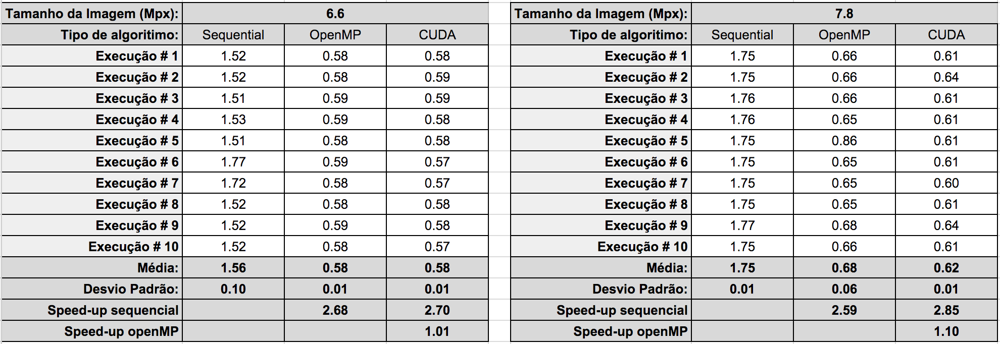 Tamanho da Imagem (Mpx): 6.6
Tipo de algoritimo: Sequential OpenMP CUDA
Execução # 1 1.52 0.58 0.58
Execução # 2 1.52 0.58 0.59
Execução # 3 1.51 0.59 0.59
Execução # 4 1.53 0.59 0.58
Execução # 5 1.51 0.58 0.58
Execução # 6 1.77 0.59 0.57
Execução # 7 1.72 0.58 0.57
Execução # 8 1.52 0.58 0.58
Execução # 9 1.52 0.59 0.58
Execução # 10 1.52 0.58 0.57
Média: 1.56 0.58 0.58
Desvio Padrão: 0.10 0.01 0.01
Speed-up sequencial 2.68 2.70
Speed-up openMP 1.01
Tamanho da Imagem (Mpx): 7.8
Tipo de algoritimo: Sequential OpenMP CUDA
Execução # 1 1.75 0.66 0.61
Execução # 2 1.75 0.66 0.64
Execução # 3 1.76 0.66 0.61
Execução # 4 1.76 0.65 0.61
Execução # 5 1.75 0.86 0.61
Execução # 6 1.75 0.65 0.61
Execução # 7 1.75 0.65 0.60
Execução # 8 1.75 0.65 0.61
Execução # 9 1.77 0.68 0.64
Execução # 10 1.75 0.66 0.61
Média: 1.75 0.68 0.62
Desvio Padrão: 0.01 0.06 0.01
Speed-up sequencial 2.59 2.85
Speed-up openMP 1.10